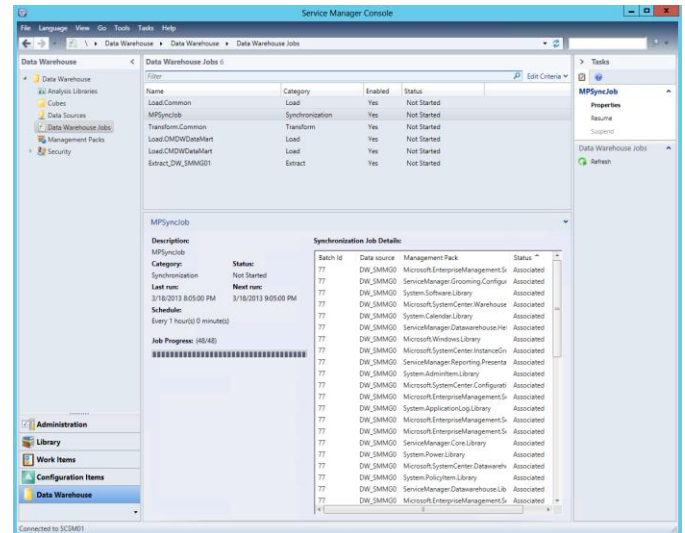 Service Manager Console
File Language View Go Tools Tasks Help
\ Data Warehouse Data Warehouse Data Warehouse Jobs
Data Warehouse
Data Warehouse
Analysis Libraries
Cubes
Data Sources
Data Warehouse Jobs
Management Packs
Security
Administration
Library
Work Items
Configuration Items
Data Warehouse
Data Warehouse Jobs 6
Filter Edit Criteria
Name Category Enabled Status
Load.Common Load Yes Not Started
MPSyncJob Synchronization Yes Not Started
Transform.Common Transform Yes Not Started
Load.OMDWDataMart Load Yes Not Started
Load.CMDWDataMart Load Yes Not Started
Extract_DW_SMMG01 Extract Yes Not Started
MPSyncJob
Description:
MPSyncJob
Category: Status:
Synchronization Not Started
Last run: Next run:
3/18/2013 8:05:00 PM 3/18/2013 9:05:00 PM
Schedule:
Every 1 hour(s) 0 minute(s)
Job Progress: (48/48)
Synchronization Job Details:
Batch Id Data source Management Pack Status
77 DW_SMMG0 Microsoft.EnterpriseManagement.Se Associated
77 DW_SMMG0 ServiceManager.Grooming.Configur Associated
77 DW_SMMG0 System.Software.Library Associated
77 DW_SMMG0 Microsoft.SystemCenter.Warehouse Associated
77 DW_SMMG0 System.Calendar.Library Associated
77 DW_SMMG0 ServiceManager.Datawarehouse.Hea Associated
77 DW_SMMG0 Microsoft.Windows.Library Associated
77 DW_SMMG0 Microsoft.SystemCenter.InstanceGro Associated
77 DW_SMMG0 ServiceManager.Reporting.Presenta Associated
77 DW_SMMG0 System.AdminItem.Library Associated
77 DW_SMMG0 Microsoft.SystemCenter.Configurati Associated
77 DW_SMMG0 Microsoft.EnterpriseManagement.Se Associated
77 DW_SMMG0 System.ApplicationLog.Library Associated
77 DW_SMMG0 Microsoft.EnterpriseManagement.Se Associated
77 DW_SMMG0 ServiceManager.Core.Library Associated
77 DW_SMMG0 System.Power.Library Associated
77 DW_SMMG0 Microsoft.SystemCenter.Datawareho Associated
77 DW_SMMG0 System.PolicyItem.Library Associated
77 DW_SMMG0 ServiceManager.Datawarehouse.Lib Associated
77 DW_SMMG0 Microsoft.EnterpriseManagement.Se Associated
Tasks
MPSyncJob
Properties
Resume
Suspend
Data Warehouse Jobs
Refresh
Connected to SCSM01